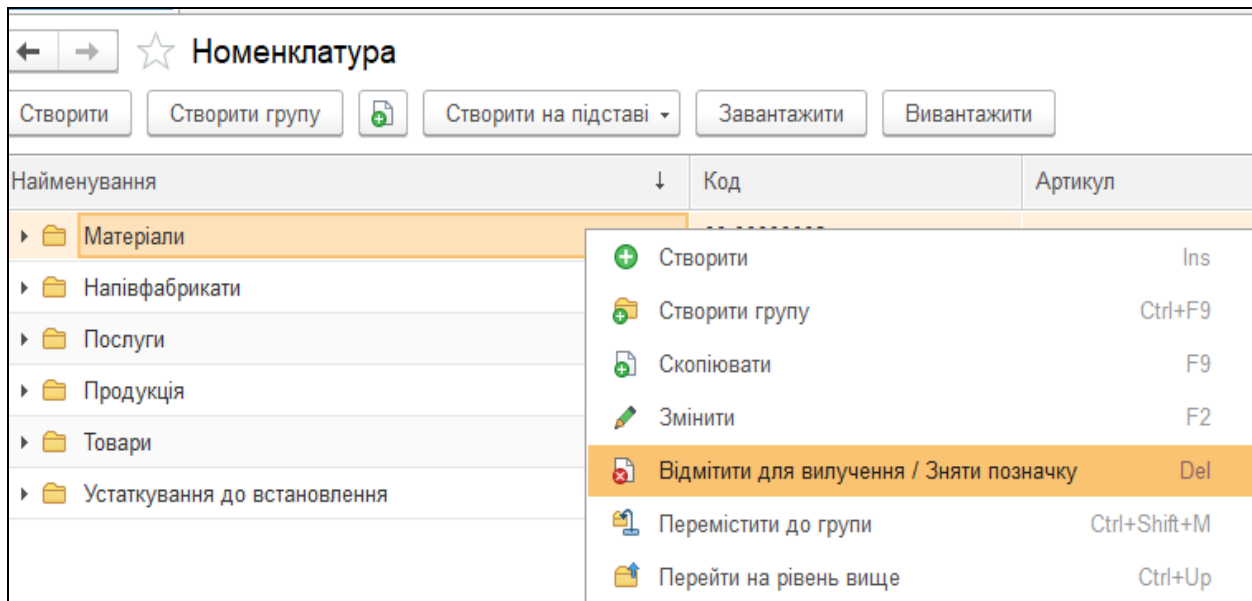 Номенклатура
Створити Створити групу Створити на підставі Завантажити Вивантажити
Найменування ↓ Код Артикул
Матеріали
Створити Ins
Напівфабрикати
Створити групу Ctrl+F9
Послуги
Скопіювати F9
Продукція
Змінити F2
Товари
Відмітити для вилучення / Зняти позначку Del
Устаткування до встановлення
Перемістити до групи Ctrl+Shift+M
Перейти на рівень вище Ctrl+Up